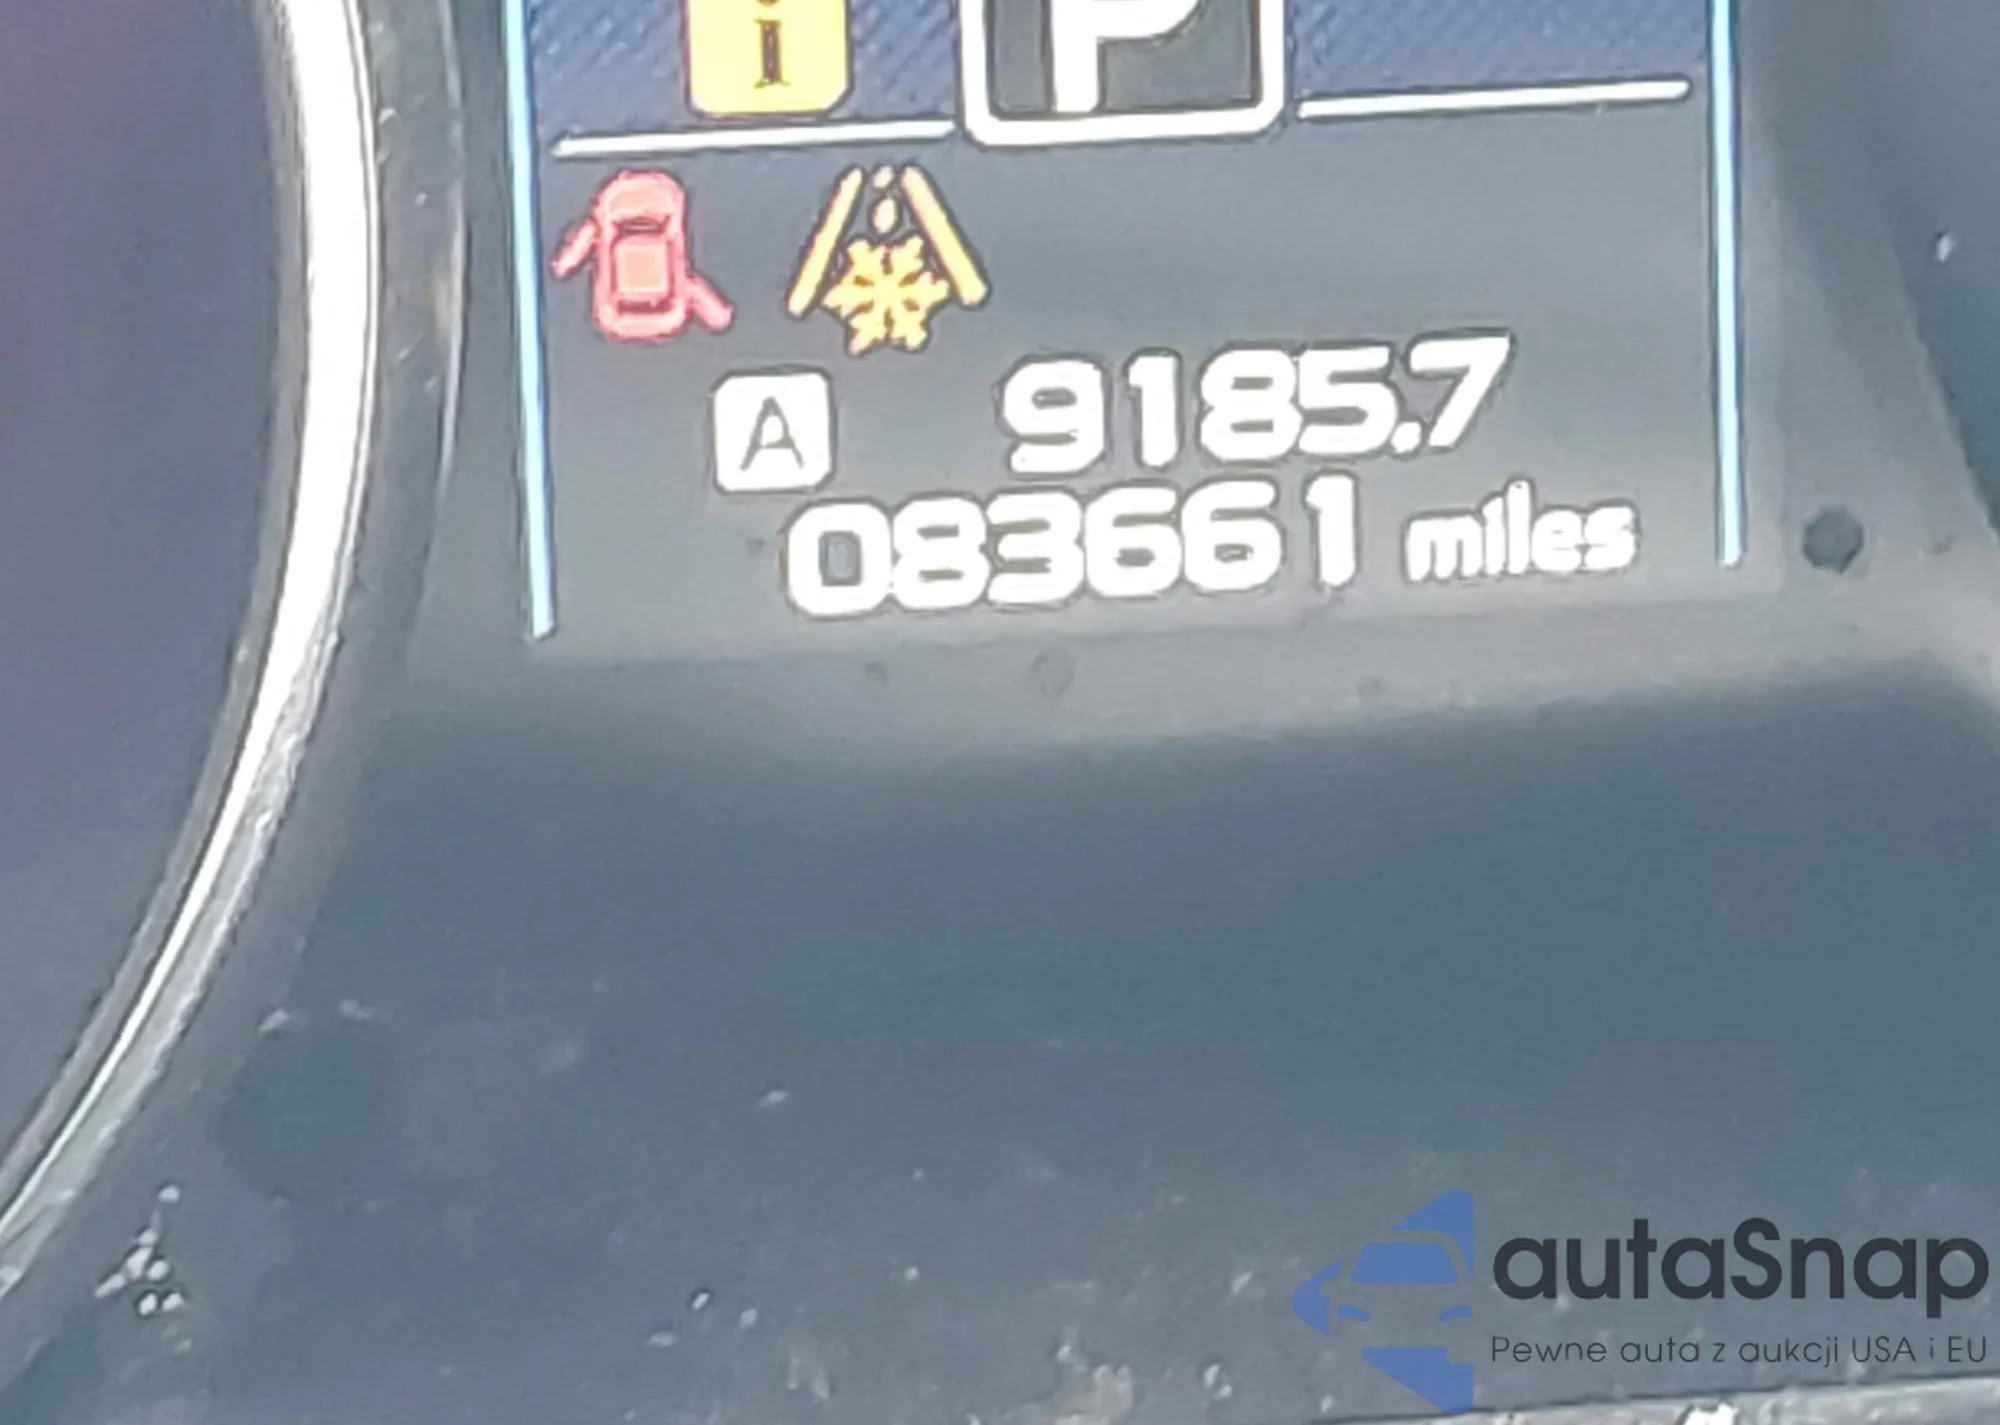 i
P
A 9185.7
083661 miles
autaSnap
Pewne auta z aukcji USA i EU